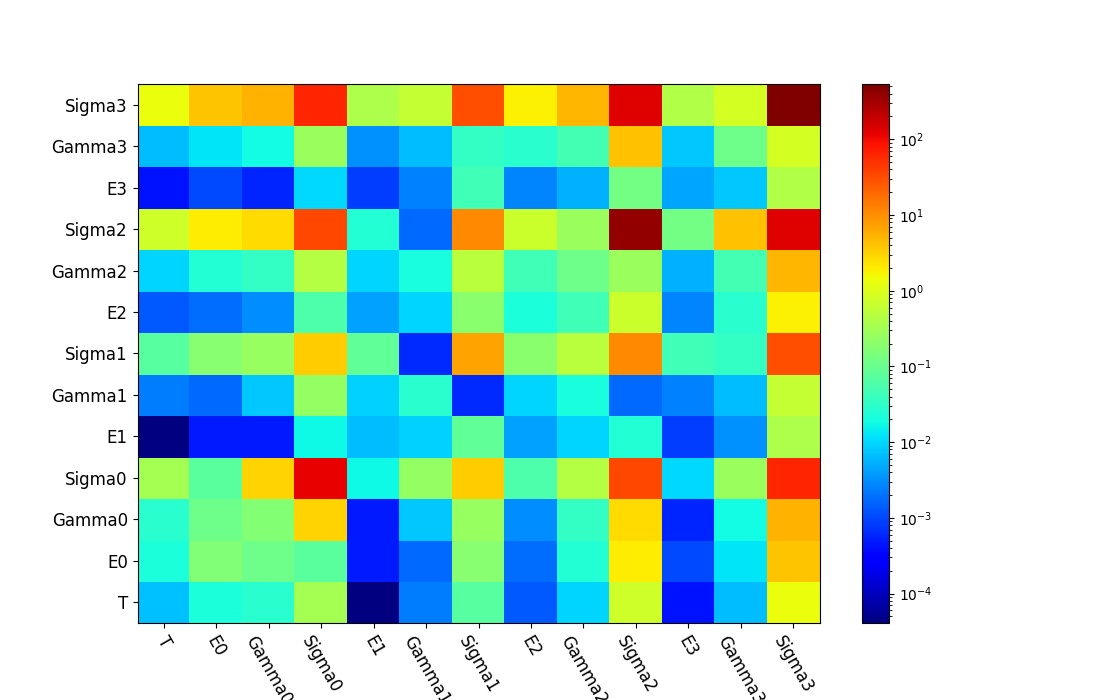 Sigma3
Gamma3
E3
Sigma2
Gamma2
E2
Sigma1
Gamma1
E1
Sigma0
Gamma0
E0
T
T E0 Gamma0 Sigma0 E1 Gamma1 Sigma1 E2 Gamma2 Sigma2 E3 Gamma3 Sigma3
10²
10¹
10⁰
10⁻¹
10⁻²
10⁻³
10⁻⁴